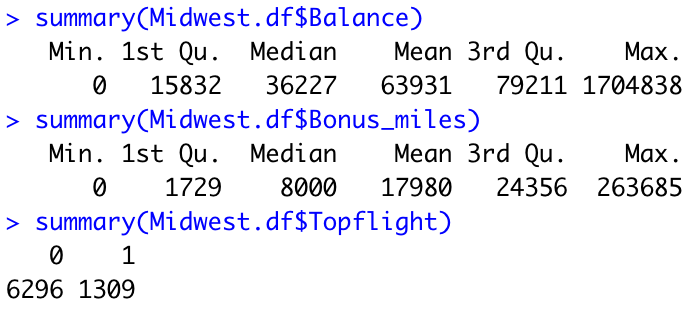 > summary(Midwest.df$Balance)
Min. 1st Qu. Median Mean 3rd Qu. Max.
0 15832 36227 63931 79211 1704838
> summary(Midwest.df$Bonus_miles)
Min. 1st Qu. Median Mean 3rd Qu. Max.
0 1729 8000 17980 24356 263685
> summary(Midwest.df$Topflight)
0 1
6296 1309